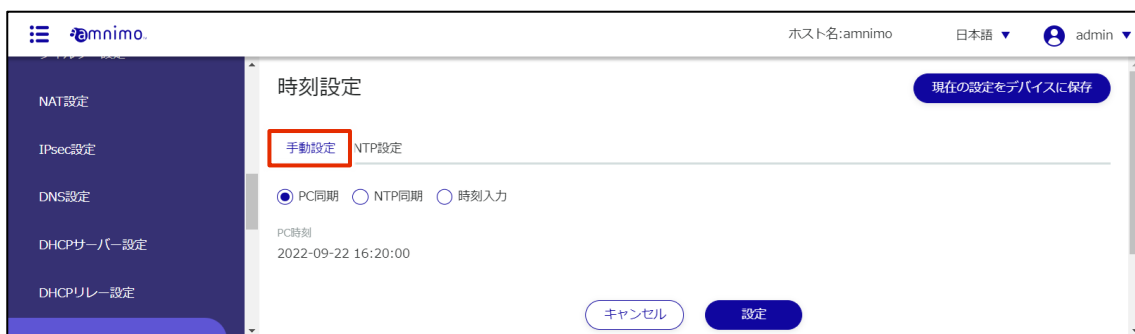 amnimo
ホスト名:amnimo
日本語 ▼
admin ▼
NAT設定
IPsec設定
DNS設定
DHCPサーバー設定
DHCPリレー設定
時刻設定
現在の設定をデバイスに保存
手動設定
NTP設定
PC同期
NTP同期
時刻入力
PC時刻
2022-09-22 16:20:00
キャンセル
設定